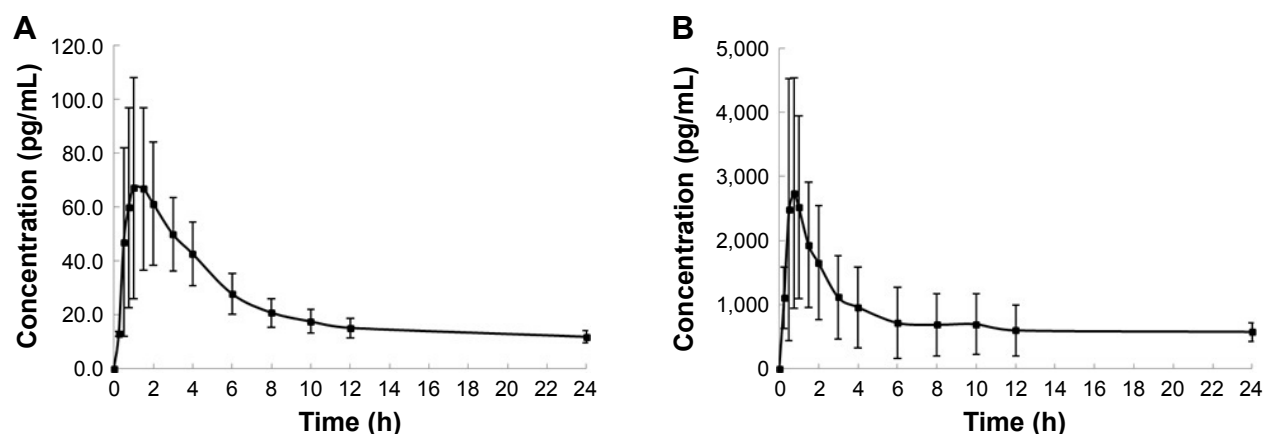 A
Concentration (pg/mL)
120.0
100.0
80.0
60.0
40.0
20.0
0.0
0 2 4 6 8 10 12 14 16 18 20 22 24
Time (h)
B
Concentration (pg/mL)
5,000
4,000
3,000
2,000
1,000
0
0 2 4 6 8 10 12 14 16 18 20 22 24
Time (h)